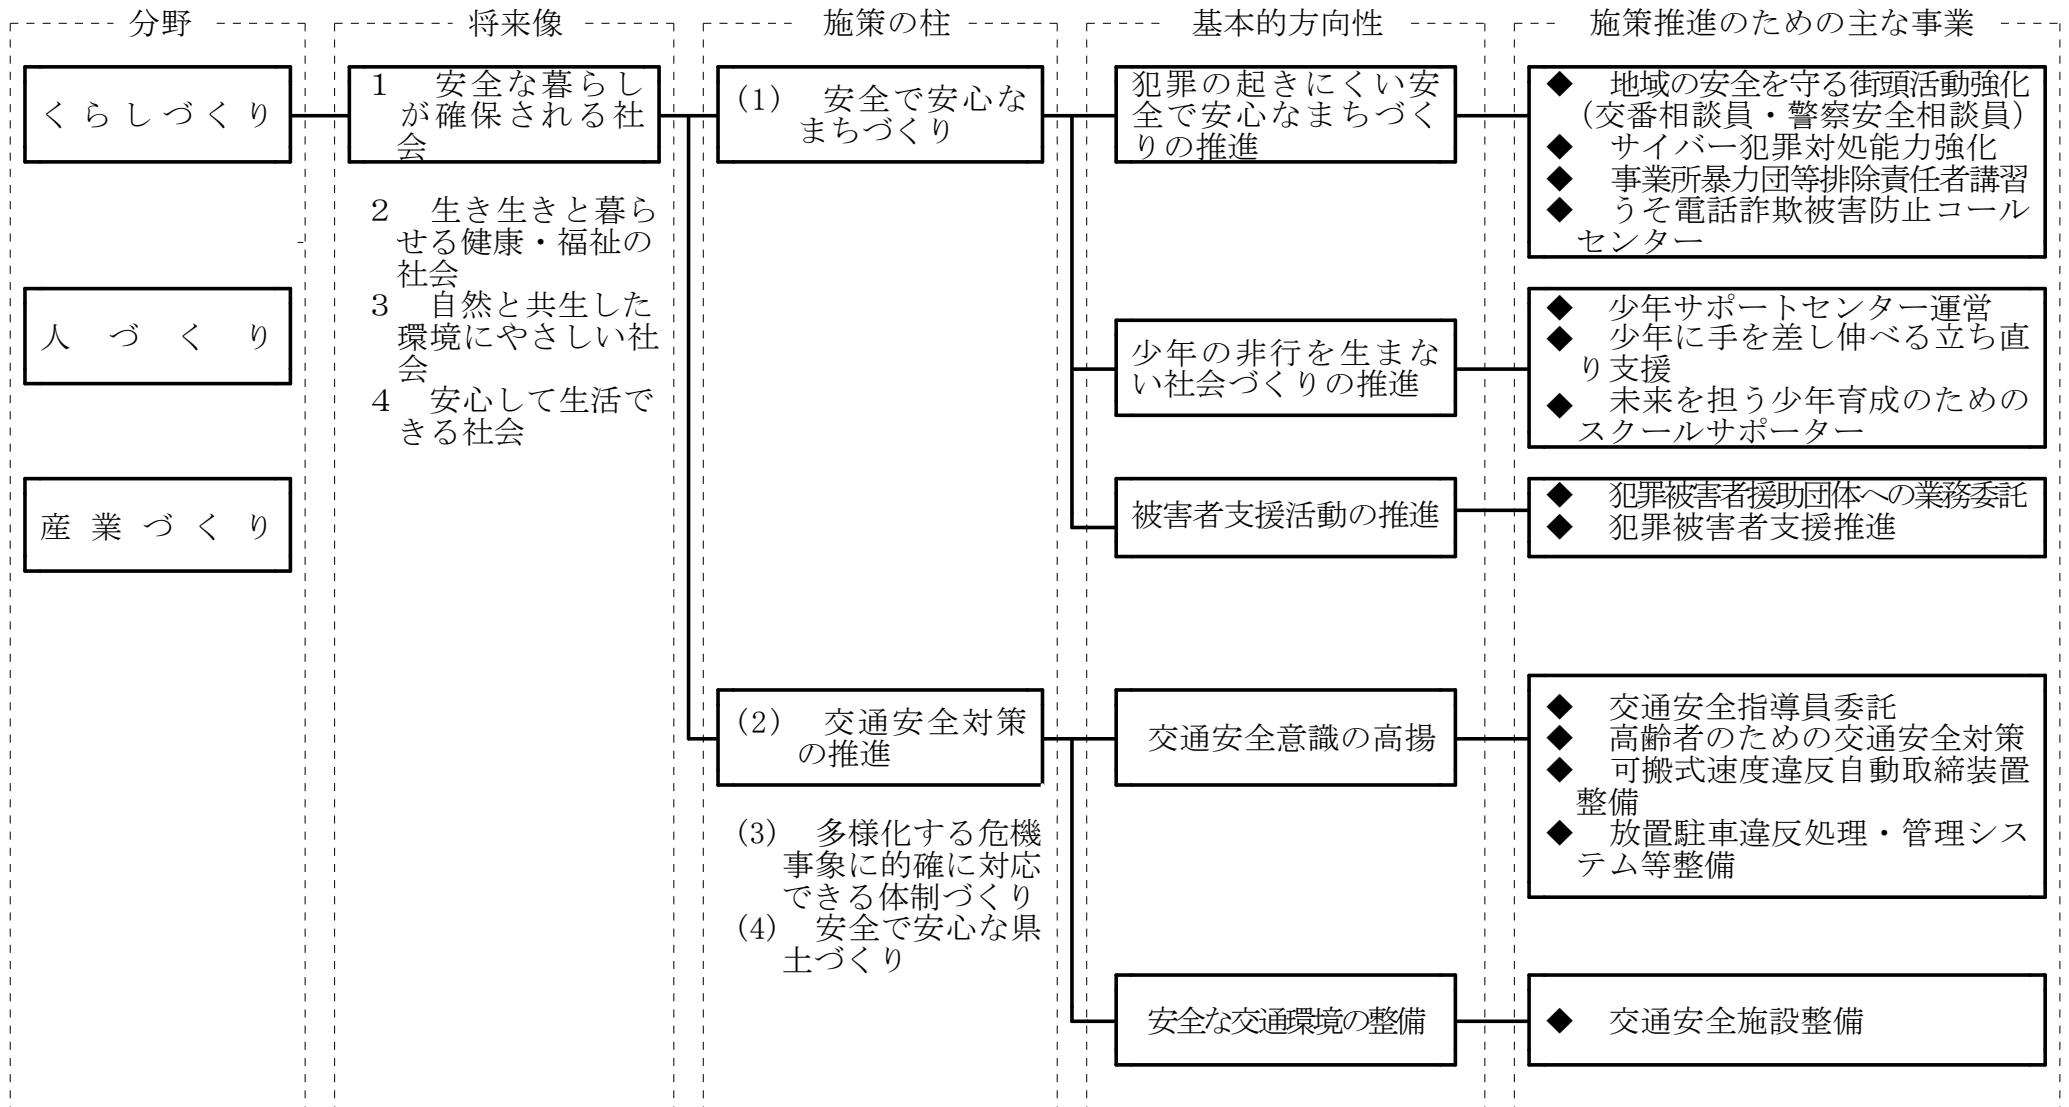 分野
将来像
施策の柱
基本的方向性
施策推進のための主な事業
くらしづくり
人づくり
産業づくり
1 安全な暮らし
が確保される社
会
2 生き生きと暮ら
せる健康・福祉の
社会
3 自然と共生した
環境にやさしい社
会
4 安心して生活で
きる社会
(1) 安全で安心な
まちづくり
(2) 交通安全対策
の推進
(3) 多様化する危機
事象に的確に対応
できる体制づくり
(4) 安全で安心な県
土づくり
犯罪の起きにくい安
全で安心なまちづく
りの推進
少年の非行を生まな
い社会づくりの推進
被害者支援活動の推進
交通安全意識の高揚
安全な交通環境の整備
◆ 地域の安全を守る街頭活動強化
(交番相談員・警察安全相談員)
◆ サイバー犯罪対処能力強化
◆ 事業所暴力団等排除責任者講習
◆ うそ電話詐欺被害防止コール
センター
◆ 少年サポートセンター運営
◆ 少年に手を差し伸べる立ち直
り支援
◆ 未来を担う少年育成のための
スクールサポーター
◆ 犯罪被害者援助団体への業務委託
◆ 犯罪被害者支援推進
◆ 交通安全指導員委託
◆ 高齢者のための交通安全対策
◆ 可搬式速度違反自動取締装置
整備
◆ 放置駐車違反処理・管理シス
テム等整備
◆ 交通安全施設整備